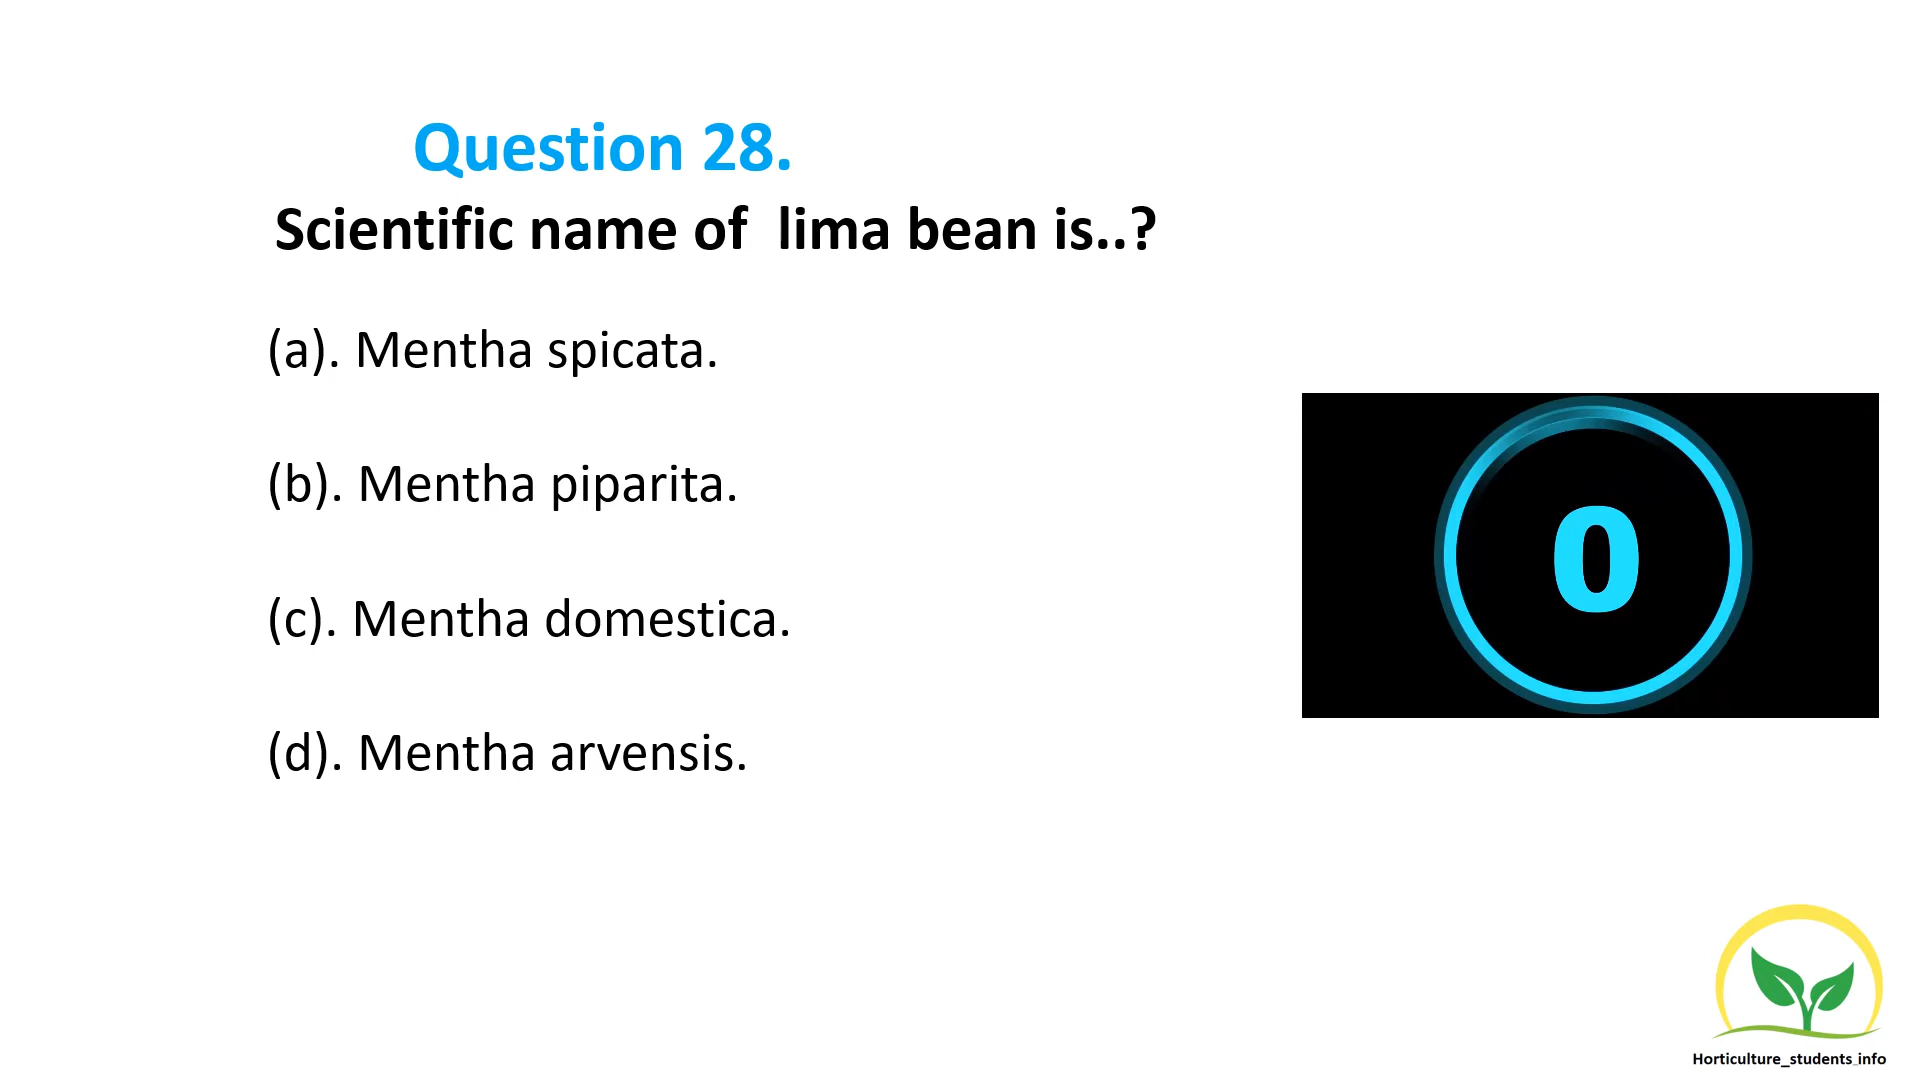 Question 28.
Scientific name of lima bean is..?
(a). Mentha spicata.
(b). Mentha piparita.
(c). Mentha domestica.
(d). Mentha arvensis.
0
Horticulture_students_info